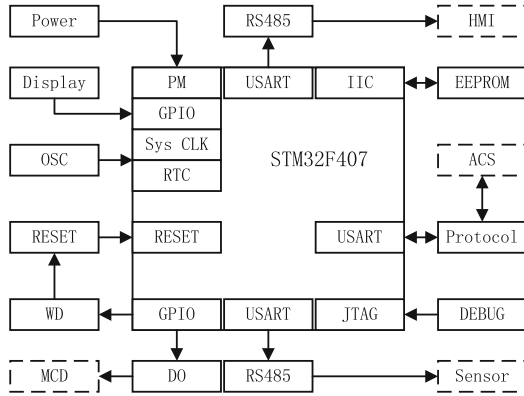 Power
RS485
HMI
Display
PM
USART
IIC
EEPROM
GPIO
OSC
Sys CLK
STM32F407
ACS
RTC
RESET
RESET
USART
Protocol
WD
GPIO
USART
JTAG
DEBUG
MCD
DO
RS485
Sensor